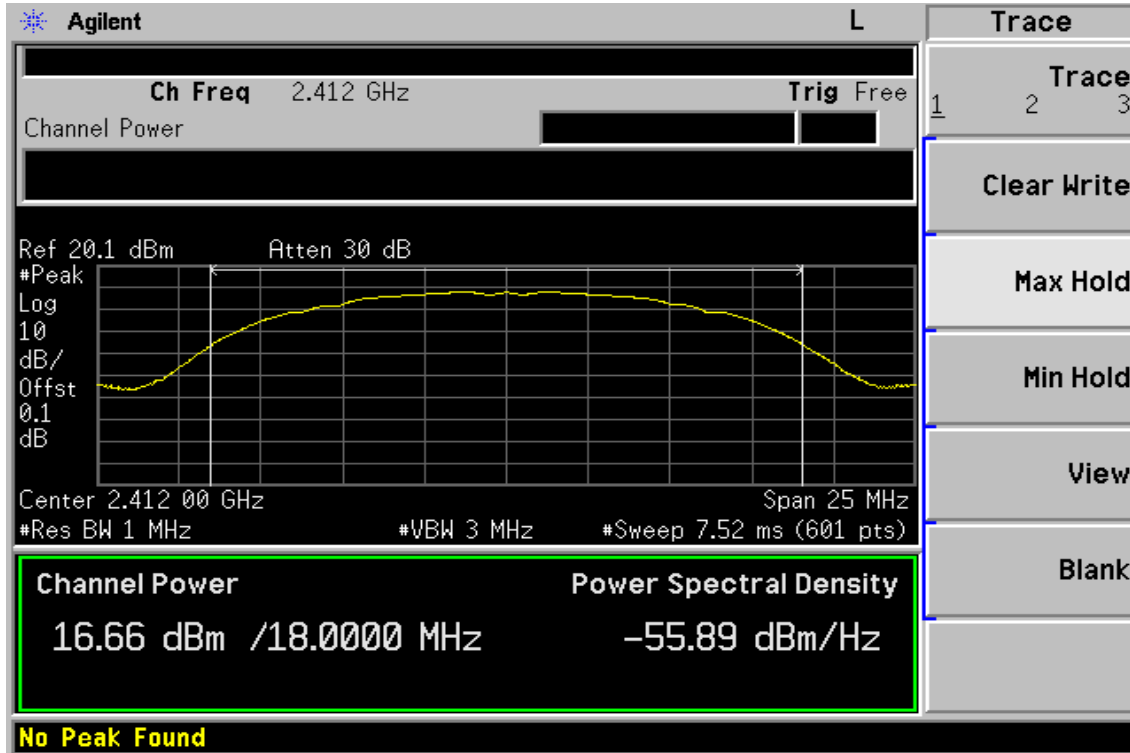 Agilent L Trace
Ch Freq 2.412 GHz Trig Free
Channel Power
Trace
1 2 3
Clear Write
Max Hold
Min Hold
View
Blank
Ref 20.1 dBm Atten 30 dB
#Peak
Log
10
dB/
Offst
0.1
dB
Center 2.412 00 GHz Span 25 MHz
#Res BW 1 MHz #VBW 3 MHz #Sweep 7.52 ms (601 pts)
Channel Power Power Spectral Density
16.66 dBm /18.0000 MHz -55.89 dBm/Hz
No Peak Found